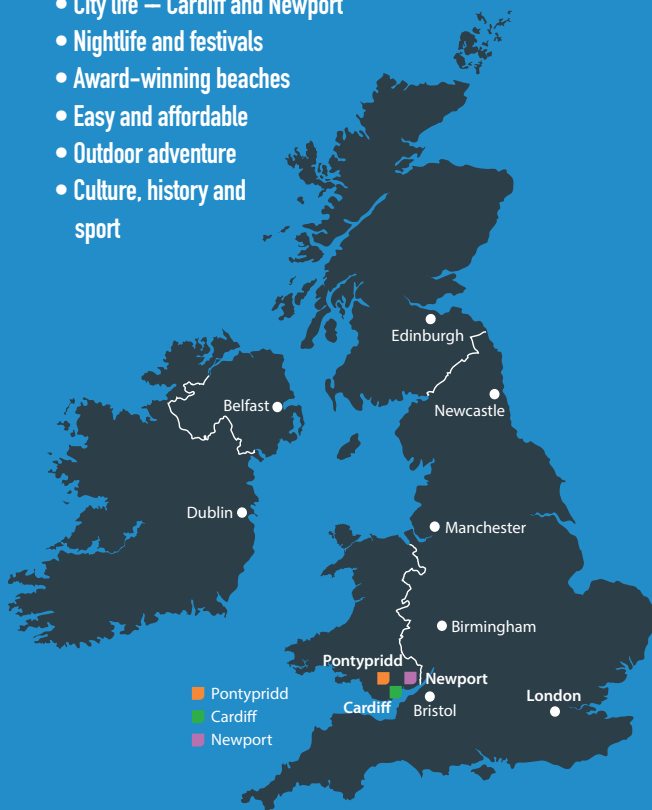 • City life — Cardiff and Newport
• Nightlife and festivals
• Award-winning beaches
• Easy and affordable
• Outdoor adventure
• Culture, history and
sport
Edinburgh
Belfast
Newcastle
Dublin
Manchester
Birmingham
Pontypridd
Newport
London
Cardiff
Bristol
Pontypridd
Cardiff
Newport